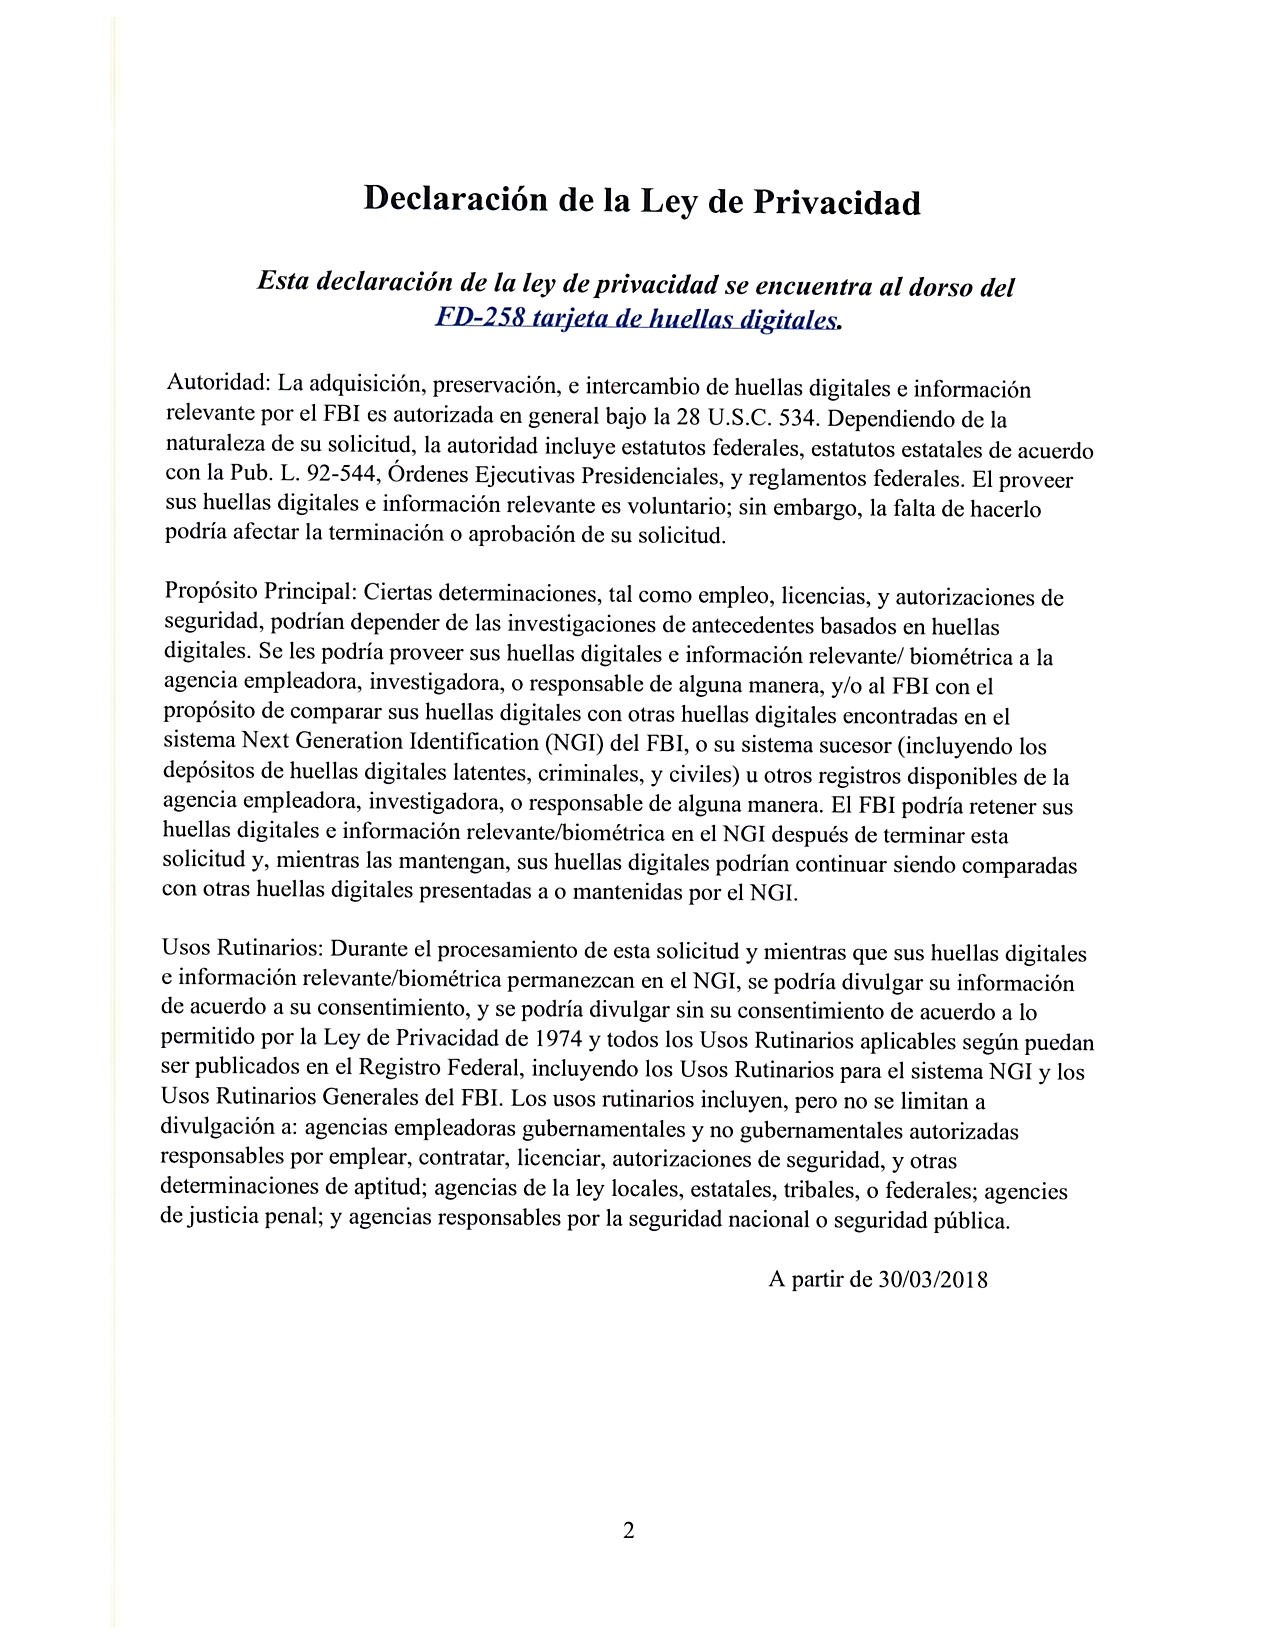 Declaración de la Ley de Privacidad
Esta declaración de la ley de privacidad se encuentra al dorso del
FD-258 tarjeta de huellas digitales.
Autoridad: La adquisición, preservación, e intercambio de huellas digitales e información
relevante por el FBI es autorizada en general bajo la 28 U.S.C. 534. Dependiendo de la
naturaleza de su solicitud, la autoridad incluye estatutos federales, estatutos estatales de acuerdo
con la Pub. L. 92-544, Órdenes Ejecutivas Presidenciales, y reglamentos federales. El proveer
sus huellas digitales e información relevante es voluntario; sin embargo, la falta de hacerlo
podría afectar la terminación o aprobación de su solicitud.
Propósito Principal: Ciertas determinaciones, tal como empleo, licencias, y autorizaciones de
seguridad, podrían depender de las investigaciones de antecedentes basados en huellas
digitales. Se les podría proveer sus huellas digitales e información relevante/ biométrica a la
agencia empleadora, investigadora, o responsable de alguna manera, y/o al FBI con el
propósito de comparar sus huellas digitales con otras huellas digitales encontradas en el
sistema Next Generation Identification (NGI) del FBI, o su sistema sucesor (incluyendo los
depósitos de huellas digitales latentes, criminales, y civiles) u otros registros disponibles de la
agencia empleadora, investigadora, o responsable de alguna manera. El FBI podría retener sus
huellas digitales e información relevante/biométrica en el NGI después de terminar esta
solicitud y, mientras las mantengan, sus huellas digitales podrían continuar siendo comparadas
con otras huellas digitales presentadas a o mantenidas por el NGI.
Usos Rutinarios: Durante el procesamiento de esta solicitud y mientras que sus huellas digitales
e información relevante/biométrica permanezcan en el NGI, se podría divulgar su información
de acuerdo a su consentimiento, y se podría divulgar sin su consentimiento de acuerdo a lo
permitido por la Ley de Privacidad de 1974 y todos los Usos Rutinarios aplicables según puedan
ser publicados en el Registro Federal, incluyendo los Usos Rutinarios para el sistema NGI y los
Usos Rutinarios Generales del FBI. Los usos rutinarios incluyen, pero no se limitan a
divulgación a: agencias empleadoras gubernamentales y no gubernamentales autorizadas
responsables por emplear, contratar, licenciar, autorizaciones de seguridad, y otras
determinaciones de aptitud; agencias de la ley locales, estatales, tribales, o federales; agencies
de justicia penal; y agencias responsables por la seguridad nacional o seguridad pública.
A partir de 30/03/2018
2